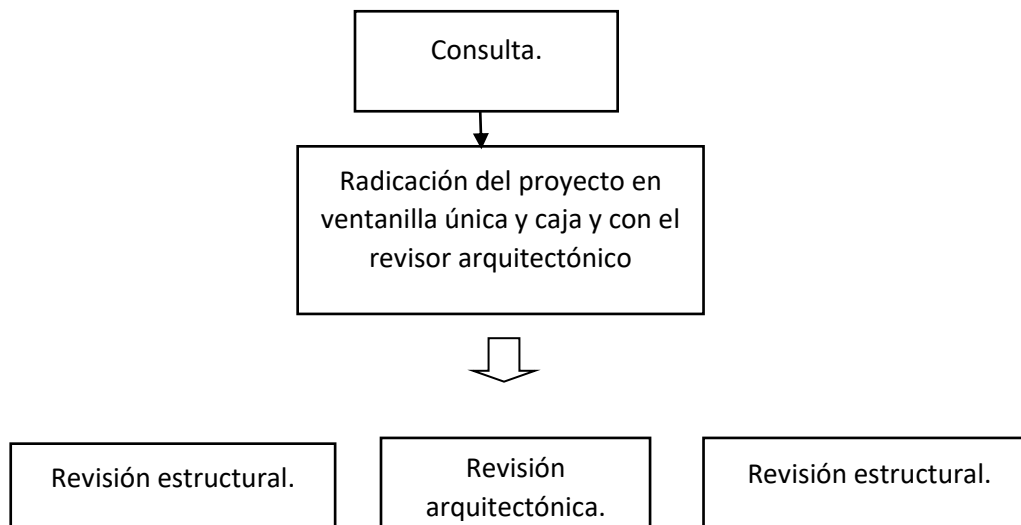 Consulta.
Radicación del proyecto en
ventanilla única y caja y con el
revisor arquitectónico
Revisión estructural.
Revisión
arquitectónica.
Revisión estructural.